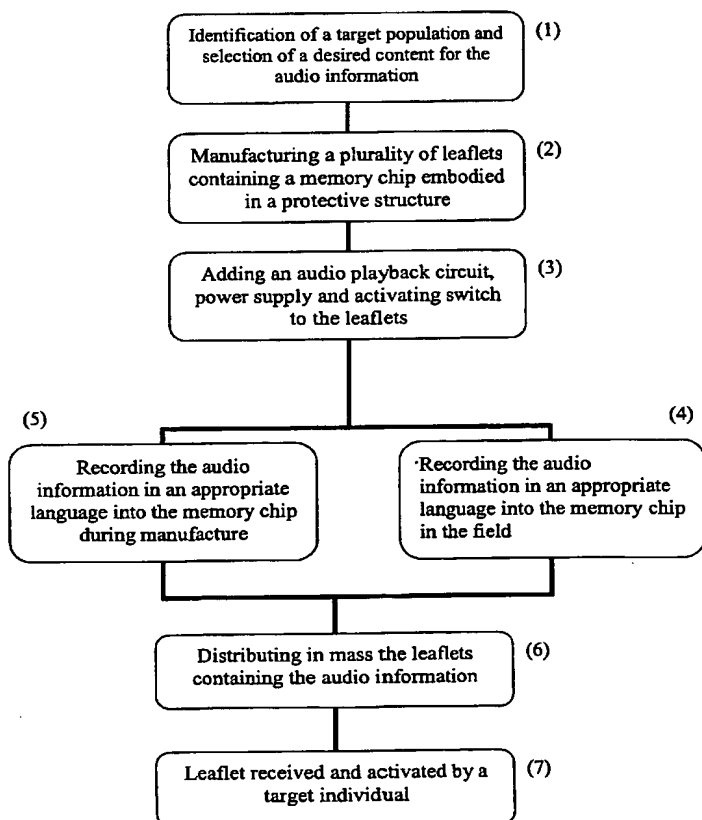 Identification of a target population and
selection of a desired content for the
audio information
(1)
Manufacturing a plurality of leaflets
containing a memory chip embodied
in a protective structure
(2)
Adding an audio playback circuit,
power supply and activating switch
to the leaflets
(3)
(5)
Recording the audio
information in an appropriate
language into the memory chip
during manufacture
(4)
Recording the audio
information in an appropriate
language into the memory chip
in the field
Distributing in mass the leaflets
containing the audio information
(6)
Leaflet received and activated by a
target individual
(7)